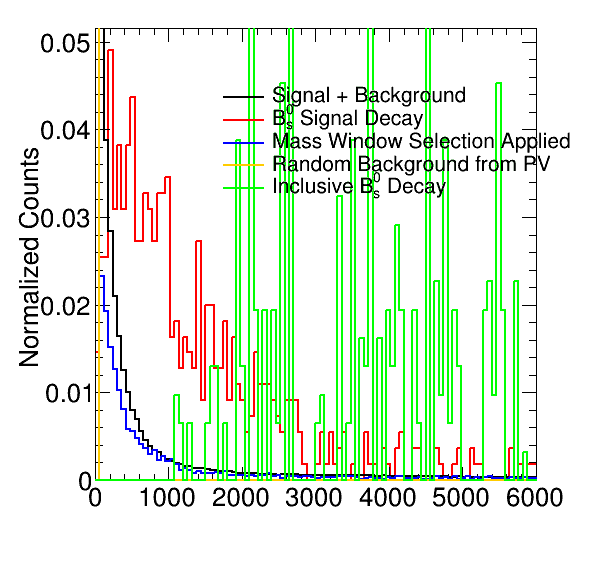 Normalized Counts
0.05
0.04
0.03
0.02
0.01
0
Signal + Background
B⁰ₛ Signal Decay
Mass Window Selection Applied
Random Background from PV
Inclusive B⁰ₛ Decay
0 1000 2000 3000 4000 5000 6000